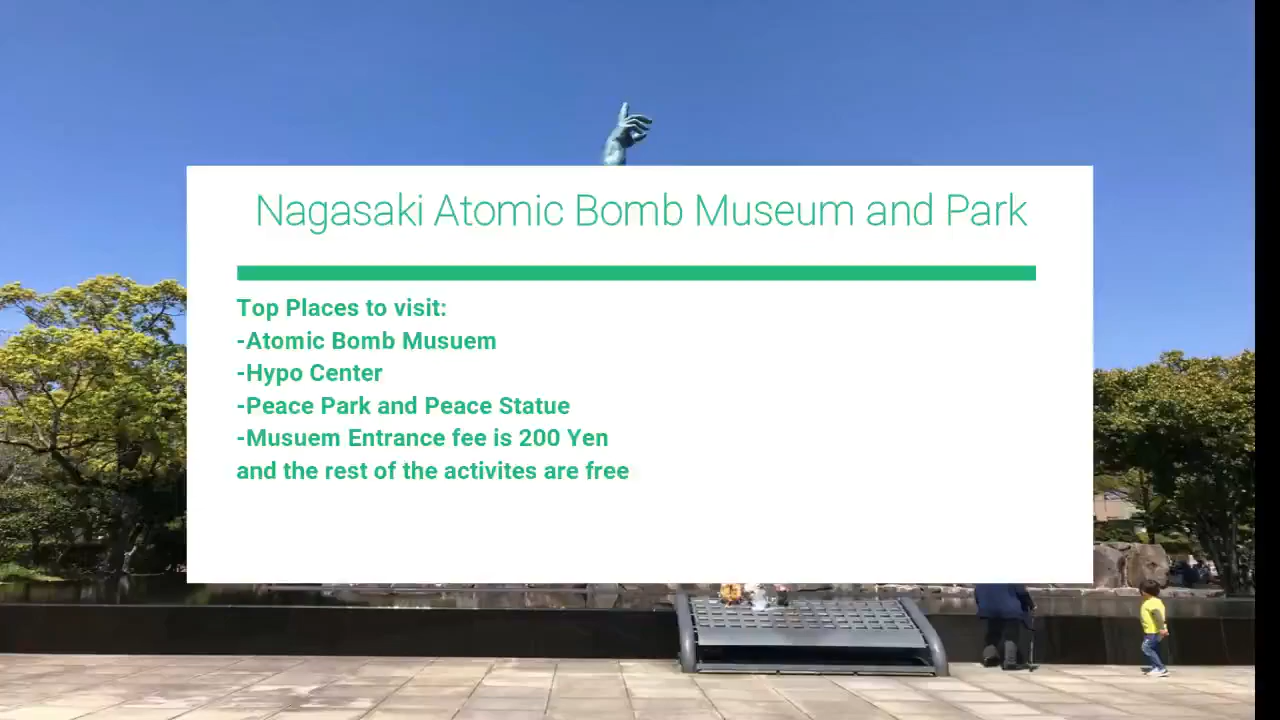 Nagasaki Atomic Bomb Museum and Park
Top Places to visit:
-Atomic Bomb Musuem
-Hypo Center
-Peace Park and Peace Statue
-Musuem Entrance fee is 200 Yen
and the rest of the activites are free